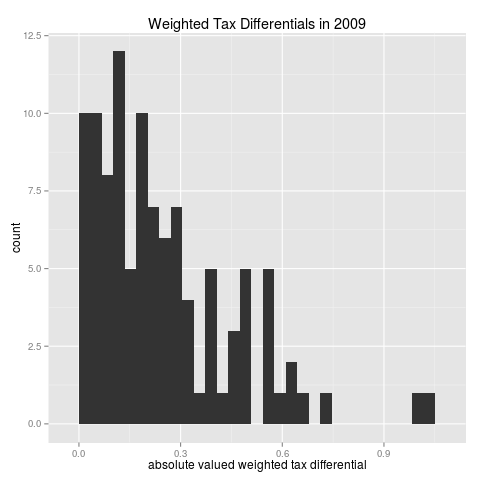 Weighted Tax Differentials in 2009
12.5
10.0
7.5
5.0
2.5
0.0
count
0.0 0.3 0.6 0.9
absolute valued weighted tax differential